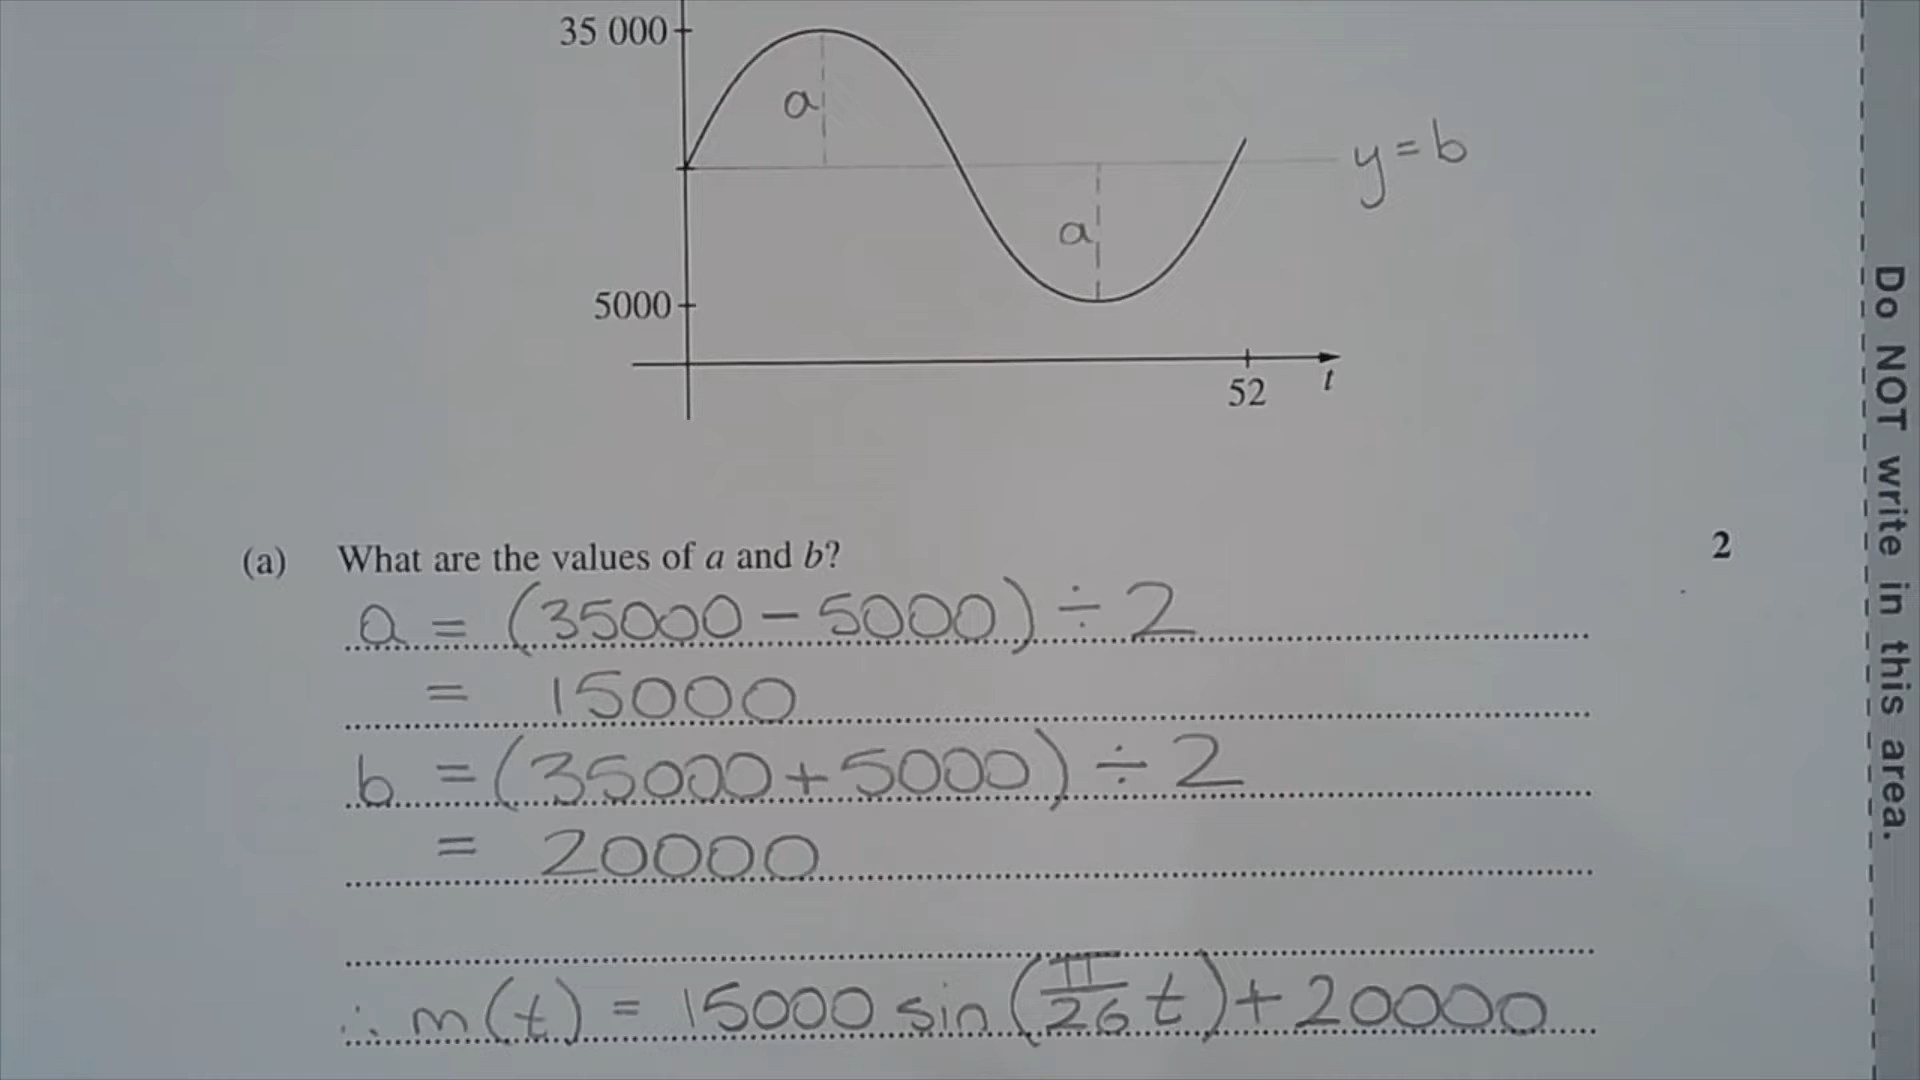 35 000
a
y = b
a
5000
52
t
(a) What are the values of a and b? 2
a = (35000 − 5000) ÷ 2
= 15000
b = (35000 + 5000) ÷ 2
= 20000
∴ m(t) = 15000 sin(π/26 t) + 20000
Do NOT write in this area.